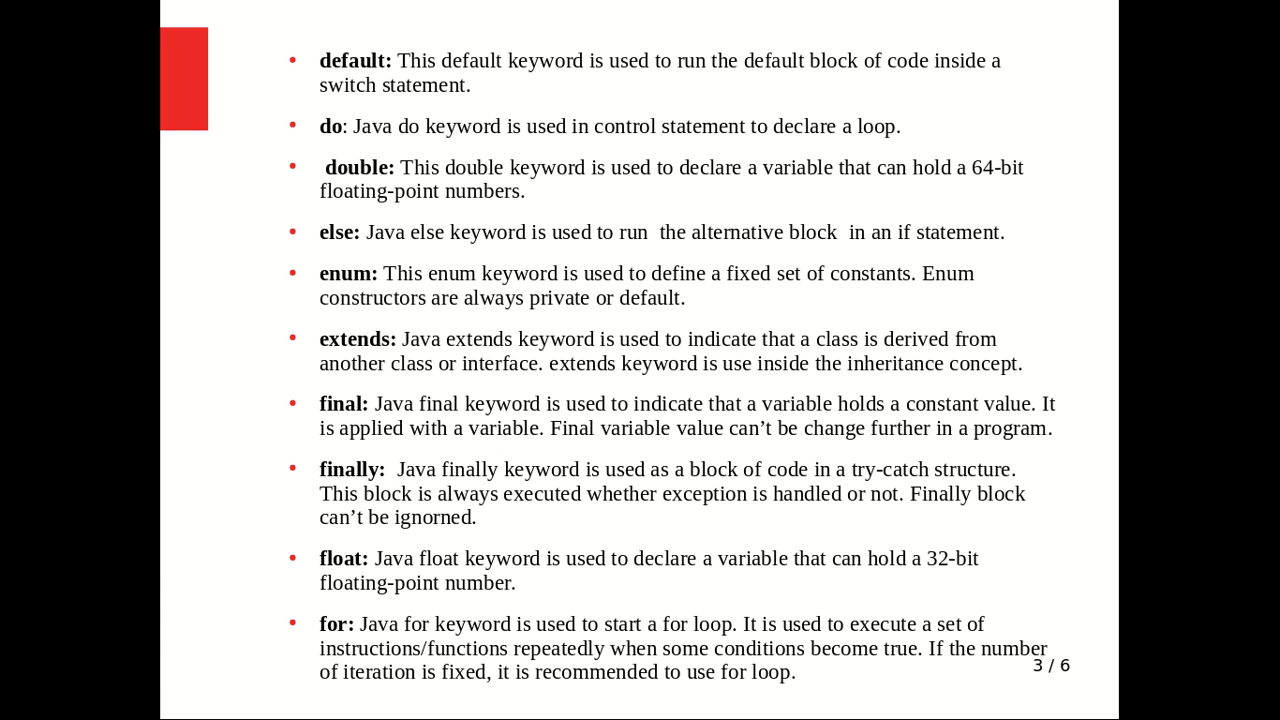 • default: This default keyword is used to run the default block of code inside a
switch statement.
• do: Java do keyword is used in control statement to declare a loop.
• double: This double keyword is used to declare a variable that can hold a 64-bit
floating-point numbers.
• else: Java else keyword is used to run  the alternative block  in an if statement.
• enum: This enum keyword is used to define a fixed set of constants. Enum
constructors are always private or default.
• extends: Java extends keyword is used to indicate that a class is derived from
another class or interface. extends keyword is use inside the inheritance concept.
• final: Java final keyword is used to indicate that a variable holds a constant value. It
is applied with a variable. Final variable value can’t be change further in a program.
• finally:  Java finally keyword is used as a block of code in a try-catch structure.
This block is always executed whether exception is handled or not. Finally block
can’t be ignorned.
• float: Java float keyword is used to declare a variable that can hold a 32-bit
floating-point number.
• for: Java for keyword is used to start a for loop. It is used to execute a set of
instructions/functions repeatedly when some conditions become true. If the number
of iteration is fixed, it is recommended to use for loop.
3 / 6